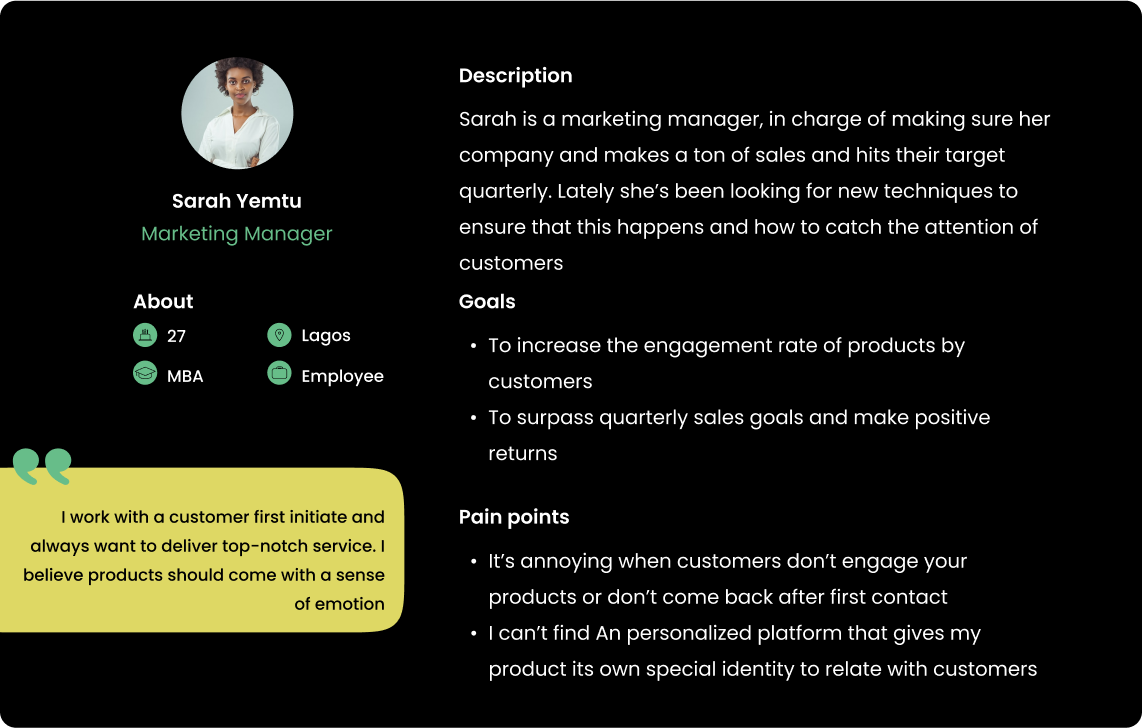 Sarah Yemtu
Marketing Manager
About
27
Lagos
MBA
Employee
I work with a customer first initiate and
always want to deliver top-notch service. I
believe products should come with a sense
of emotion
Description
Sarah is a marketing manager, in charge of making sure her
company and makes a ton of sales and hits their target
quarterly. Lately she’s been looking for new techniques to
ensure that this happens and how to catch the attention of
customers
Goals
• To increase the engagement rate of products by
customers
• To surpass quarterly sales goals and make positive
returns
Pain points
• It’s annoying when customers don’t engage your
products or don’t come back after first contact
• I can’t find An personalized platform that gives my
product its own special identity to relate with customers